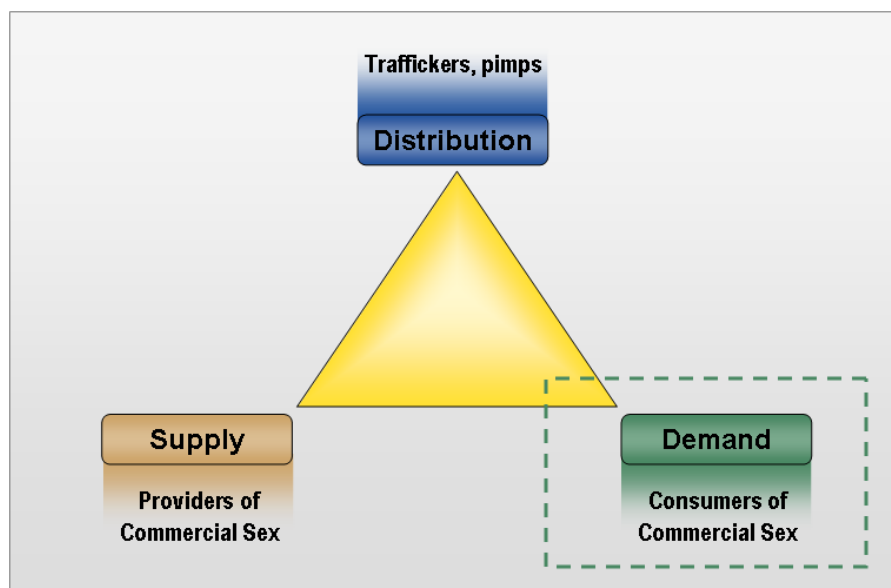 Traffickers, pimps
Distribution
Supply
Providers of
Commercial Sex
Demand
Consumers of
Commercial Sex